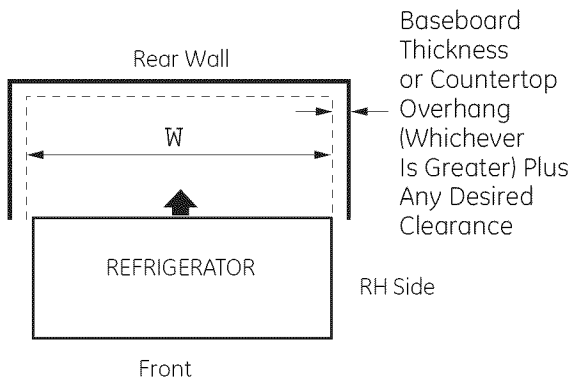 Rear Wall
Baseboard
Thickness
or Countertop
Overhang
(Whichever
Is Greater) Plus
Any Desired
Clearance
W
REFRIGERATOR
RH Side
Front